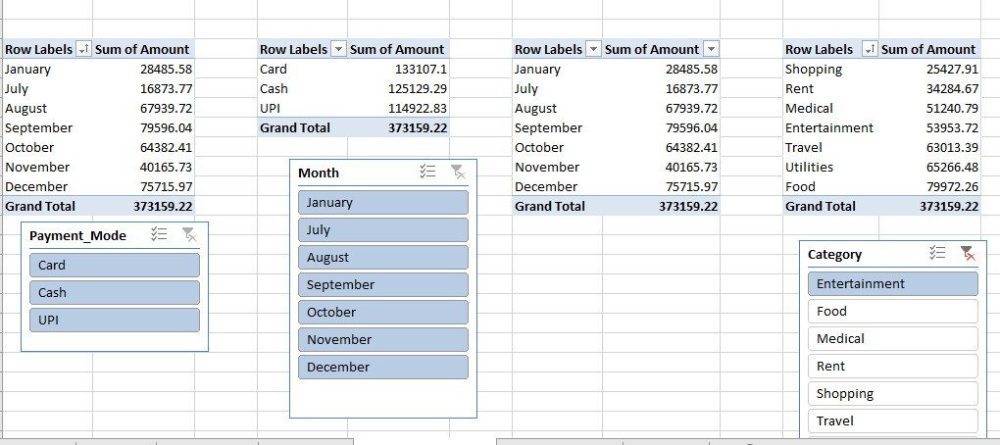 Row Labels Sum of Amount
January 28485.58
July 16873.77
August 67939.72
September 79596.04
October 64382.41
November 40165.73
December 75715.97
Grand Total 373159.22
Row Labels Sum of Amount
Card 133107.1
Cash 125129.29
UPI 114922.83
Grand Total 373159.22
Row Labels Sum of Amount
January 28485.58
July 16873.77
August 67939.72
September 79596.04
October 64382.41
November 40165.73
December 75715.97
Grand Total 373159.22
Row Labels Sum of Amount
Shopping 25427.91
Rent 34284.67
Medical 51240.79
Entertainment 53953.72
Travel 63013.39
Utilities 65266.48
Food 79972.26
Grand Total 373159.22
Payment_Mode
Card
Cash
UPI
Month
January
July
August
September
October
November
December
Category
Entertainment
Food
Medical
Rent
Shopping
Travel